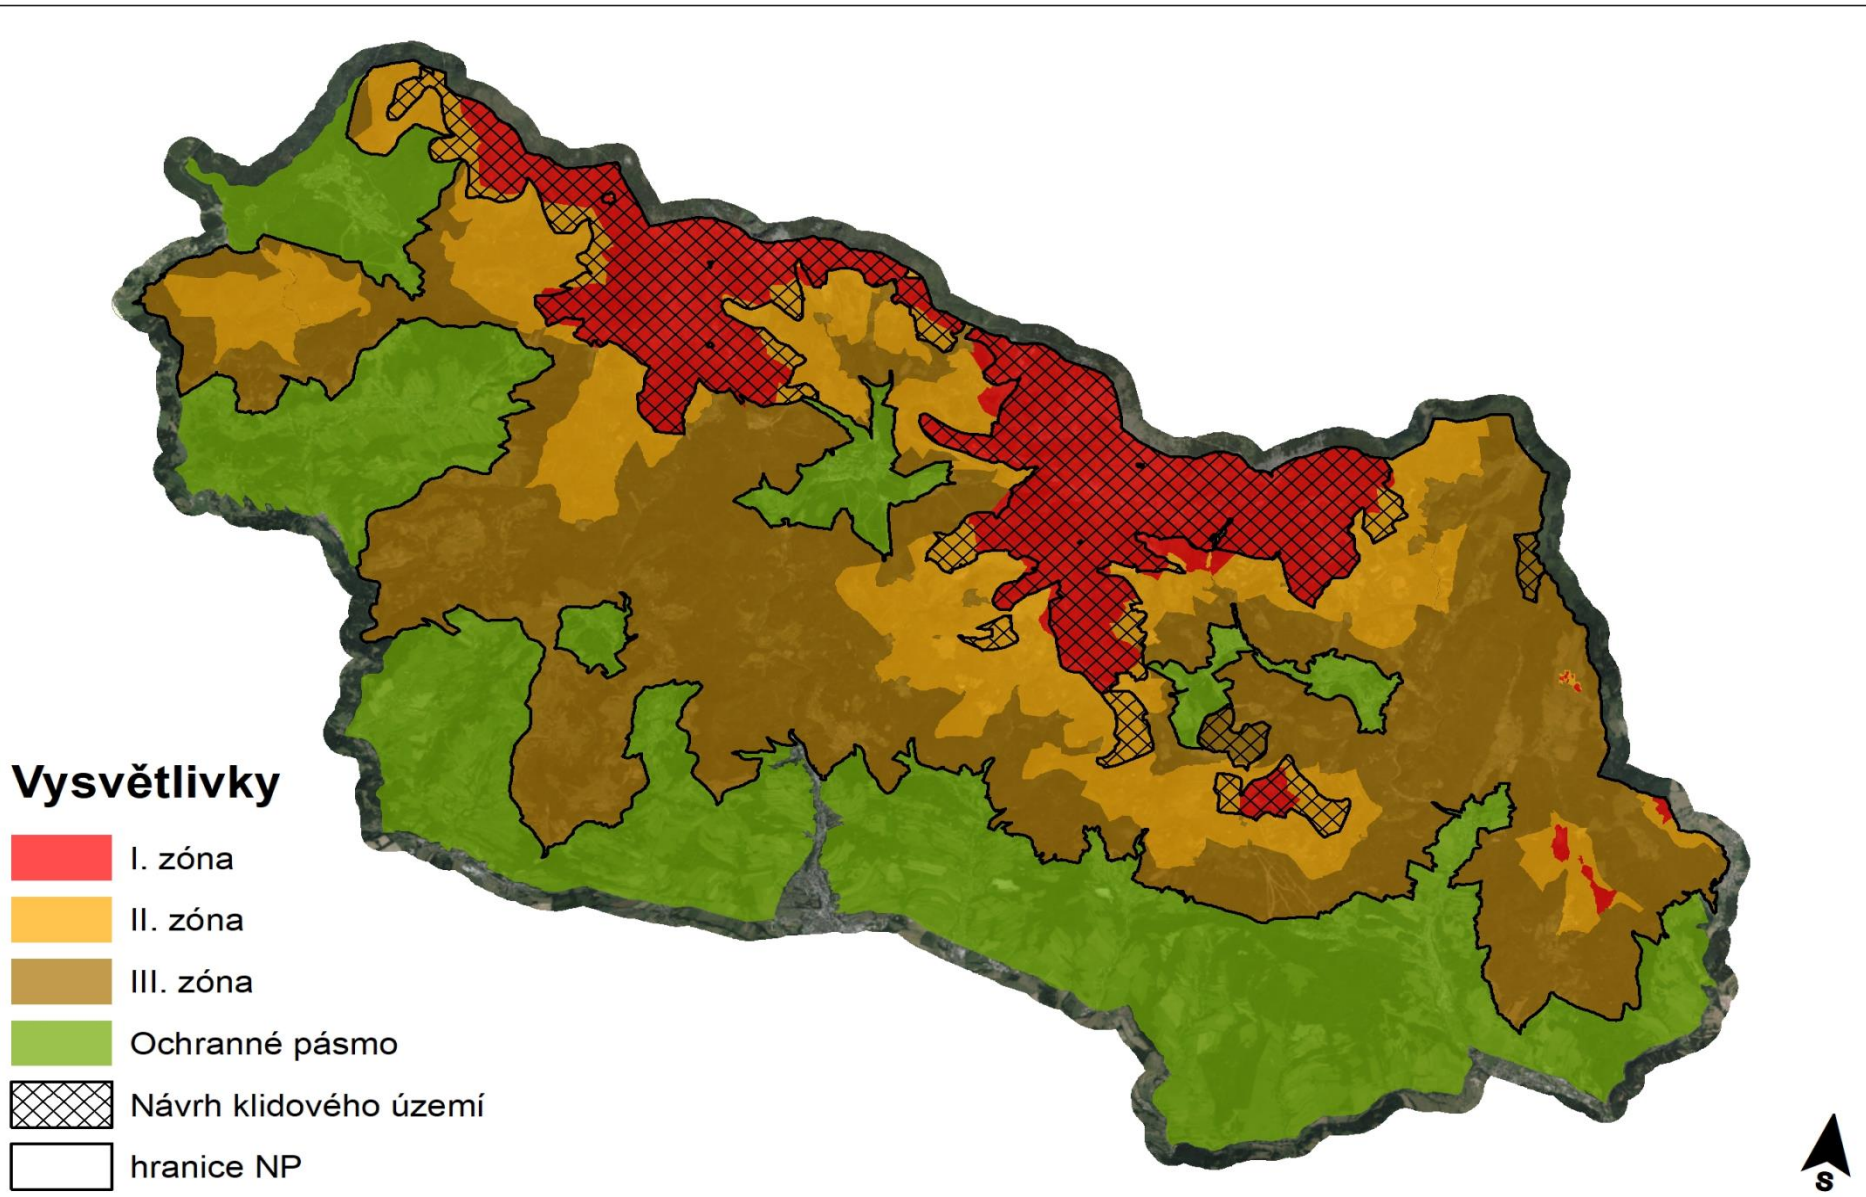 Vysvětlivky
I. zóna
II. zóna
III. zóna
Ochranné pásmo
Návrh klidového území
hranice NP
S